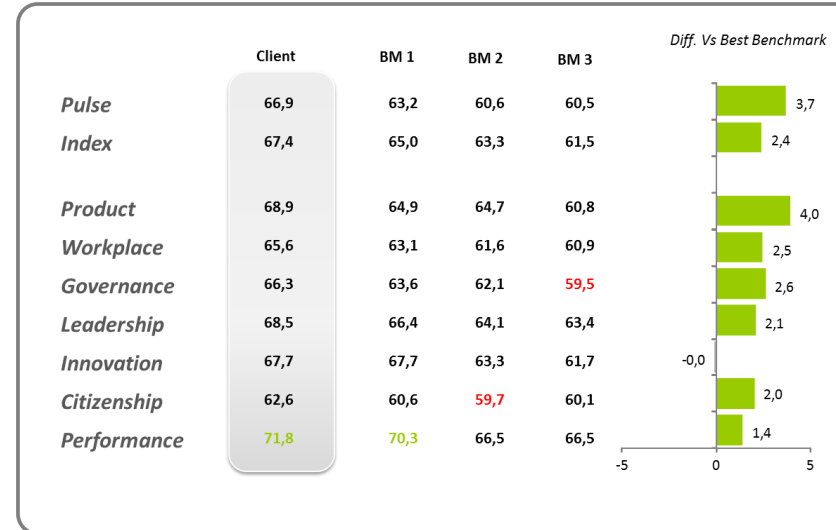 Diff. Vs Best Benchmark
Client BM 1 BM 2 BM 3
Pulse 66,9 63,2 60,6 60,5 3,7
Index 67,4 65,0 63,3 61,5 2,4
Product 68,9 64,9 64,7 60,8 4,0
Workplace 65,6 63,1 61,6 60,9 2,5
Governance 66,3 63,6 62,1 59,5 2,6
Leadership 68,5 66,4 64,1 63,4 2,1
Innovation 67,7 67,7 63,3 61,7 -0,0
Citizenship 62,6 60,6 59,7 60,1 2,0
Performance 71,8 70,3 66,5 66,5 1,4
-5 0 5